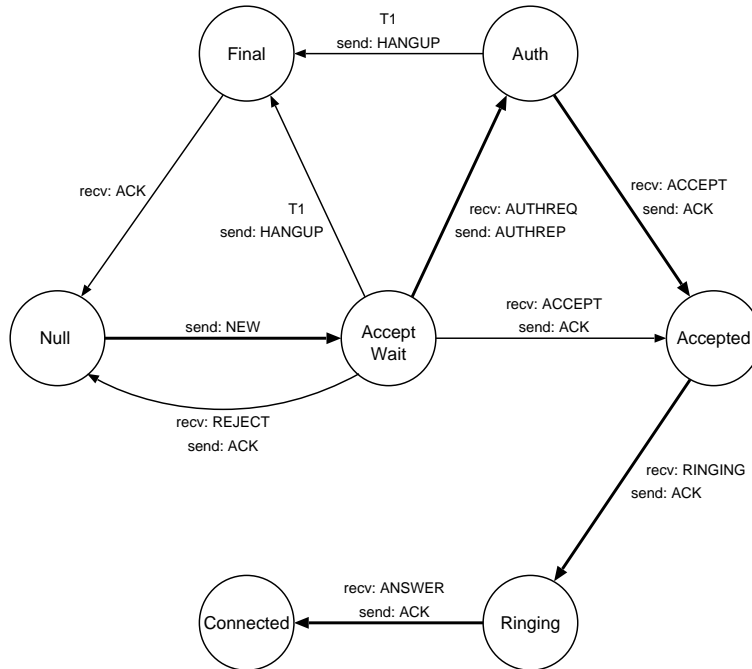 T1
send: HANGUP
Final
Auth
recv: ACK
T1
send: HANGUP
recv: AUTHREQ
send: AUTHREP
recv: ACCEPT
send: ACK
Null
send: NEW
Accept
Wait
recv: ACCEPT
send: ACK
Accepted
recv: REJECT
send: ACK
recv: RINGING
send: ACK
Connected
recv: ANSWER
send: ACK
Ringing